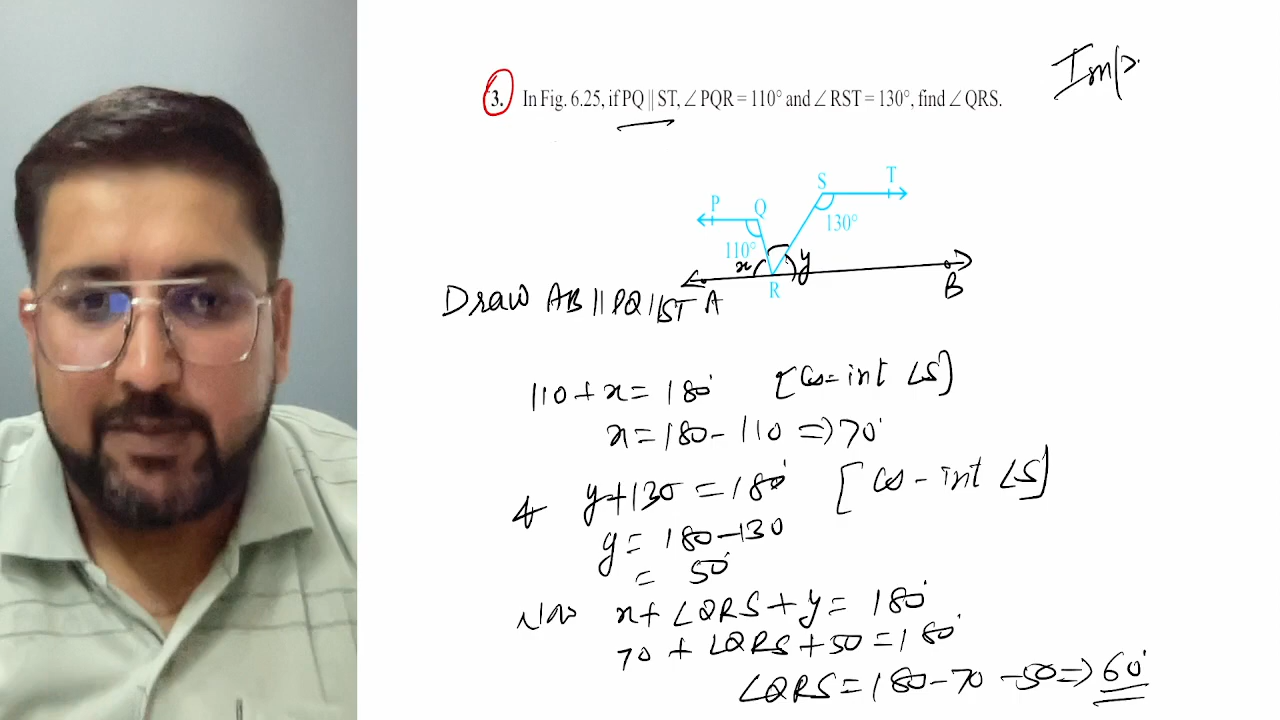 Imp.
3. In Fig. 6.25, if PQ || ST, ∠ PQR = 110° and ∠ RST = 130°, find ∠ QRS.
S T
P Q
130°
110°
x y
R
A B
Draw AB || PQ || ST
110 + x = 180° [Co-int ∠S]
x = 180 - 110 => 70°
& y + 130 = 180° [Co-int ∠S]
y = 180 - 130
= 50°
Now x + ∠QRS + y = 180°
70 + ∠QRS + 50 = 180°
∠QRS = 180 - 70 - 50 => 60°